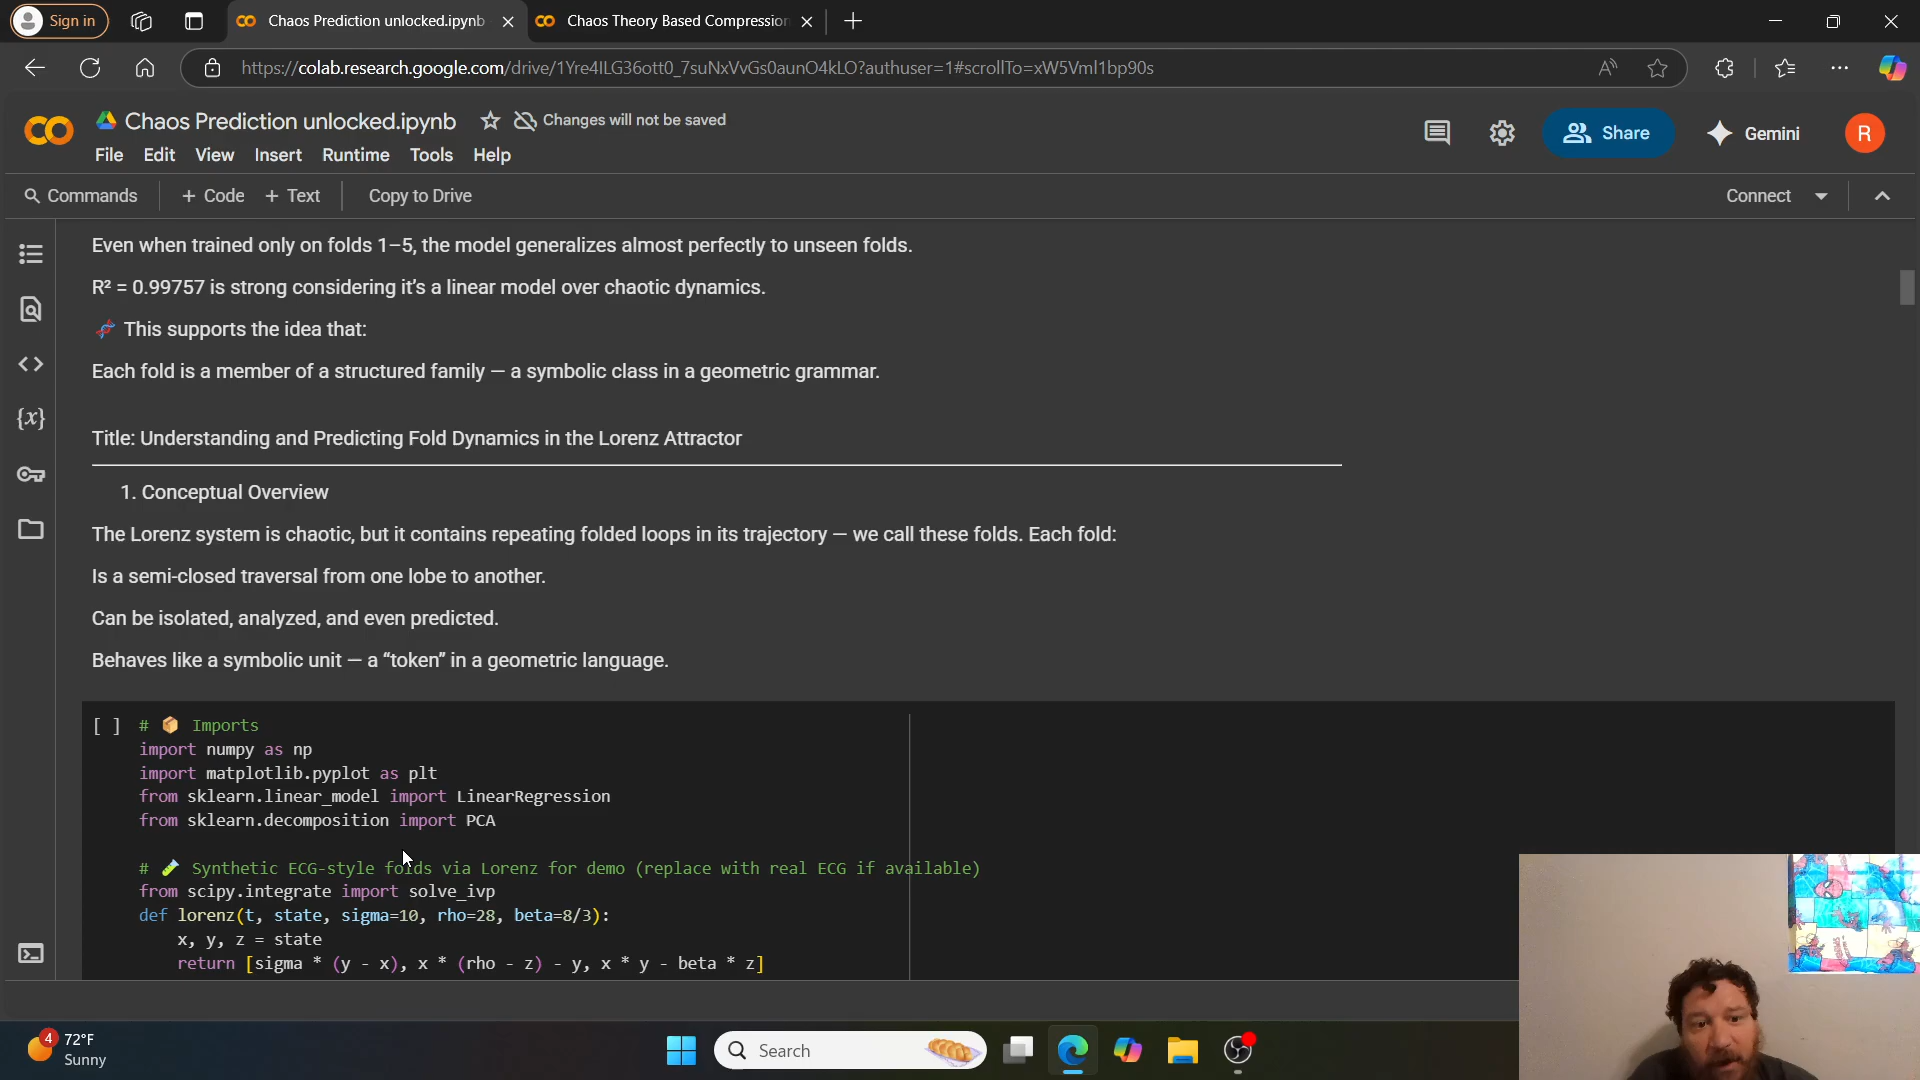 Sign in
Chaos Prediction unlocked.ipynb
Chaos Theory Based Compression
https://colab.research.google.com/drive/1Yre4ILG36ott0_7suNxVvGs0aunO4kLO?authuser=1#scrollTo=xW5Vml1bp90s
Chaos Prediction unlocked.ipynb
Changes will not be saved
File Edit View Insert Runtime Tools Help
Share
Gemini
R
Commands
+ Code + Text
Copy to Drive
Connect
Even when trained only on folds 1–5, the model generalizes almost perfectly to unseen folds.
R² = 0.99757 is strong considering it’s a linear model over chaotic dynamics.
🧬 This supports the idea that:
Each fold is a member of a structured family — a symbolic class in a geometric grammar.
Title: Understanding and Predicting Fold Dynamics in the Lorenz Attractor
1. Conceptual Overview
The Lorenz system is chaotic, but it contains repeating folded loops in its trajectory — we call these folds. Each fold:
Is a semi-closed traversal from one lobe to another.
Can be isolated, analyzed, and even predicted.
Behaves like a symbolic unit — a “token” in a geometric language.
[ ] # 📦 Imports
import numpy as np
import matplotlib.pyplot as plt
from sklearn.linear_model import LinearRegression
from sklearn.decomposition import PCA
# 🧪 Synthetic ECG-style folds via Lorenz for demo (replace with real ECG if available)
from scipy.integrate import solve_ivp
def lorenz(t, state, sigma=10, rho=28, beta=8/3):
x, y, z = state
return [sigma * (y - x), x * (rho - z) - y, x * y - beta * z]
4
72°F
Sunny
Search